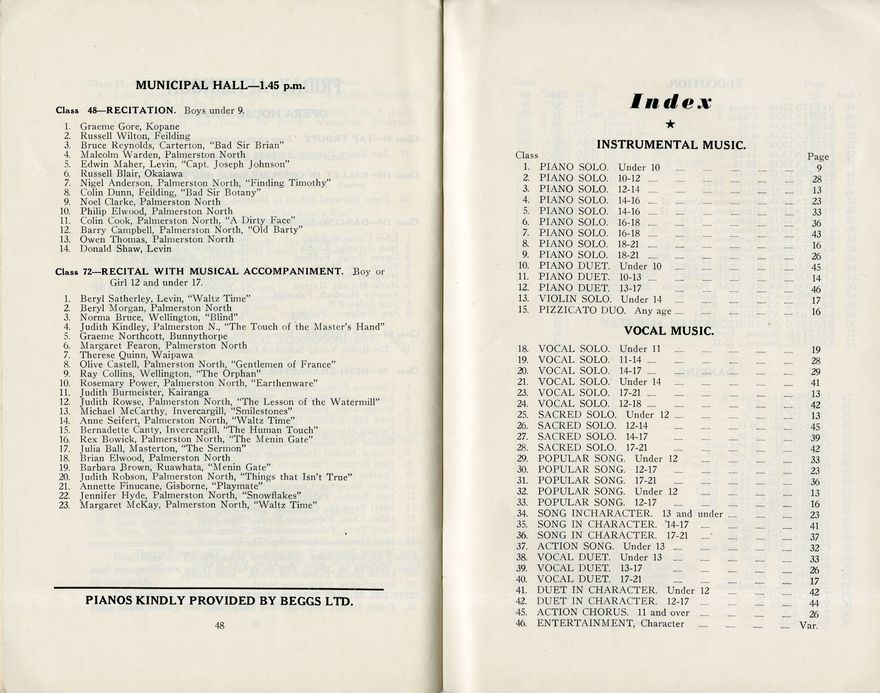 MUNICIPAL HALL—1.45 p.m.
Class 48—RECITATION. Boys under 9.
1. Graeme Gore, Kopane
2. Russell Wilton, Feilding
3. Bruce Reynolds, Carterton, “Bad Sir Brian”
4. Malcolm Warden, Palmerston North
5. Edwin Maher, Levin, “Capt. Joseph Johnson”
6. Russell Blair, Okaiawa
7. Nigel Anderson, Palmerston North, “Finding Timothy”
8. Colin Dunn, Feilding, “Bad Sir Botany”
9. Noel Clarke, Palmerston North
10. Philip Elwood, Palmerston North
11. Colin Cook, Palmerston North, “A Dirty Face”
12. Barry Campbell, Palmerston North, “Old Barty”
13. Owen Thomas, Palmerston North
14. Donald Shaw, Levin
Class 72—RECITAL WITH MUSICAL ACCOMPANIMENT. Boy or
Girl 12 and under 17.
1. Beryl Satherley, Levin, “Waltz Time”
2. Beryl Morgan, Palmerston North
3. Norma Bruce, Wellington, “Blind”
4. Judith Kindley, Palmerston N., “The Touch of the Master's Hand”
5. Graeme Northcott, Bunnythorpe
6. Margaret Pearon, Palmerston North
7. Therese Quinn, Waipawa
8. Olive Castell, Palmerston North, “Gentlemen of France”
9. Ray Collins, Wellington, “The Orphan”
10. Rosemary Power, Palmerston North, “Earthenware”
11. Judith Burmeister, Kairanga
12. Judith Rowse, Palmerston North, “The Lesson of the Watermill”
13. Michael McCarthy, Invercargill, “Smilestones”
14. Anne Seifert, Palmerston North, “Waltz Time”
15. Bernadette Canty, Invercargill, “The Human Touch”
16. Rex Bowick, Palmerston North, “The Menin Gate”
17. Julia Ball, Masterton, “The Sermon”
18. Brian Elwood, Palmerston North
19. Barbara Brown, Ruawhata, “Menin Gate”
20. Judith Robson, Palmerston North, “Things that Isn't True”
21. Annette Finucane, Gisborne, “Playmate”
22. Jennifer Hyde, Palmerston North, “Snowflakes”
23. Margaret McKay, Palmerston North, “Waltz Time”
PIANOS KINDLY PROVIDED BY BEGGS LTD.
48
Index
★
INSTRUMENTAL MUSIC.
Class Page
1. PIANO SOLO. Under 10 9
2. PIANO SOLO. 10-12 28
3. PIANO SOLO. 12-14 13
4. PIANO SOLO. 14-16 23
5. PIANO SOLO. 14-16 33
6. PIANO SOLO. 16-18 36
7. PIANO SOLO. 16-18 43
8. PIANO SOLO. 18-21 16
9. PIANO SOLO. 18-21 26
10. PIANO DUET. Under 10 45
11. PIANO DUET. 10-13 14
12. PIANO DUET. 13-17 46
13. VIOLIN SOLO. Under 14 17
15. PIZZICATO DUO. Any age 16
VOCAL MUSIC.
18. VOCAL SOLO. Under 11 19
19. VOCAL SOLO. 11-14 28
20. VOCAL SOLO. 14-17 29
21. VOCAL SOLO. Under 14 41
23. VOCAL SOLO. 17-21 13
24. VOCAL SOLO. 12-18 42
25. SACRED SOLO. Under 12 13
26. SACRED SOLO. 12-14 45
27. SACRED SOLO. 14-17 39
28. SACRED SOLO. 17-21 42
29. POPULAR SONG. Under 12 33
30. POPULAR SONG. 12-17 23
31. POPULAR SONG. 17-21 36
32. POPULAR SONG. Under 12 13
33. POPULAR SONG. 12-17 16
34. SONG INCHARACTER. 13 and under 23
35. SONG IN CHARACTER. 14-17 41
36. SONG IN CHARACTER. 17-21 37
37. ACTION SONG. Under 13 32
38. VOCAL DUET. Under 13 33
39. VOCAL DUET. 13-17 26
40. VOCAL DUET. 17-21 17
41. DUET IN CHARACTER. Under 12 42
42. DUET IN CHARACTER. 12-17 44
45. ACTION CHORUS. 11 and over 26
46. ENTERTAINMENT, Character Var.